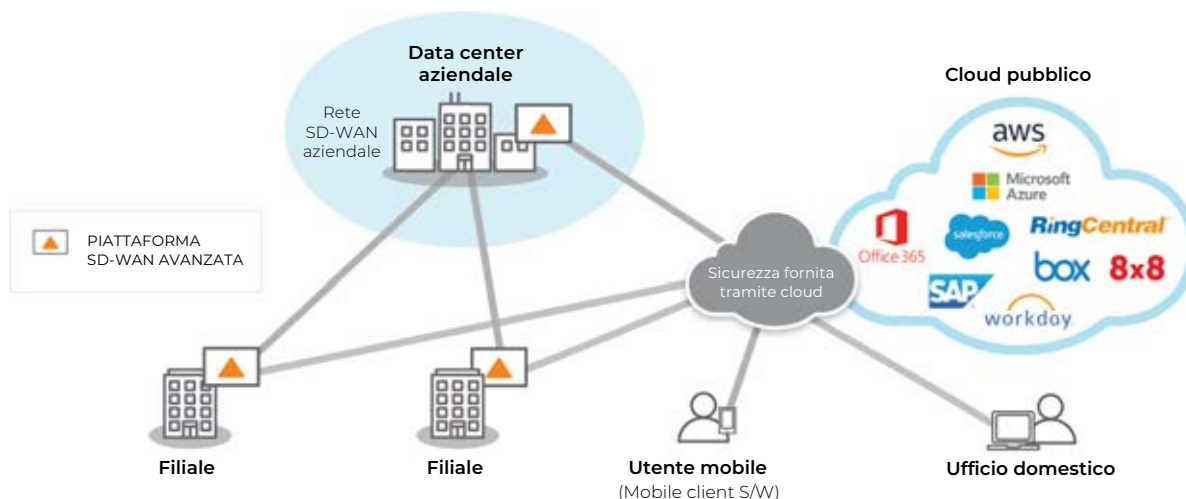 Data center
aziendale
Rete
SD-WAN
aziendale
Cloud pubblico
aws
Microsoft
Azure
Office 365
salesforce
RingCentral
box
8x8
SAP
workday
PIATTAFORMA
SD-WAN AVANZATA
Sicurezza fornita
tramite cloud
Filiale
Filiale
Utente mobile
(Mobile client S/W)
Ufficio domestico